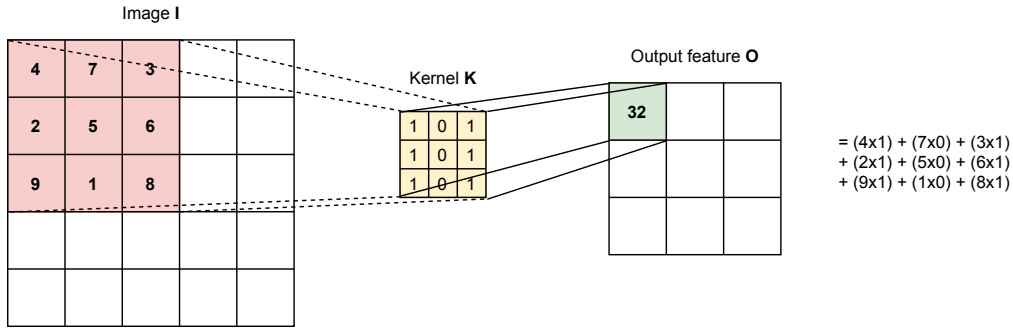 Image I
4 7 3
2 5 6
9 1 8
Kernel K
1 0 1
1 0 1
1 0 1
Output feature O
32
= (4x1) + (7x0) + (3x1)
+ (2x1) + (5x0) + (6x1)
+ (9x1) + (1x0) + (8x1)